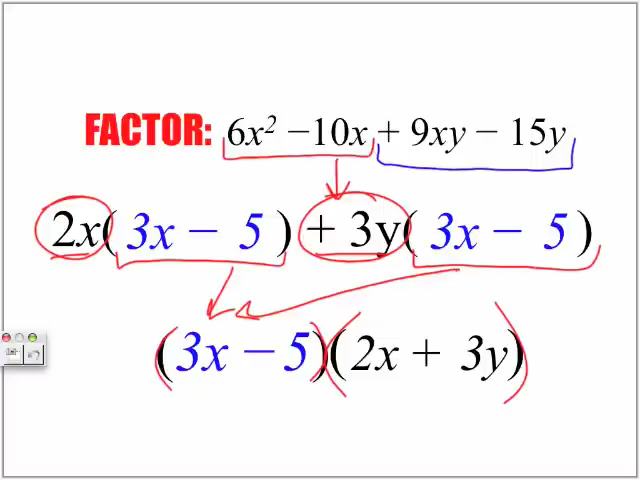 FACTOR: 6x² −10x + 9xy − 15y
2x( 3x − 5 ) + 3y( 3x − 5 )
(3x − 5)(2x + 3y)